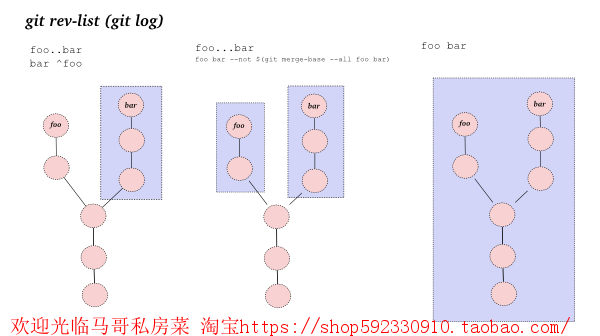 git rev-list (git log)
foo..bar
bar ^foo
foo...bar
foo bar --not $(git merge-base --all foo bar)
foo bar
foo
bar
foo
bar
foo
bar
欢迎光临马哥私房菜 淘宝https://shop592330910.taobao.com/